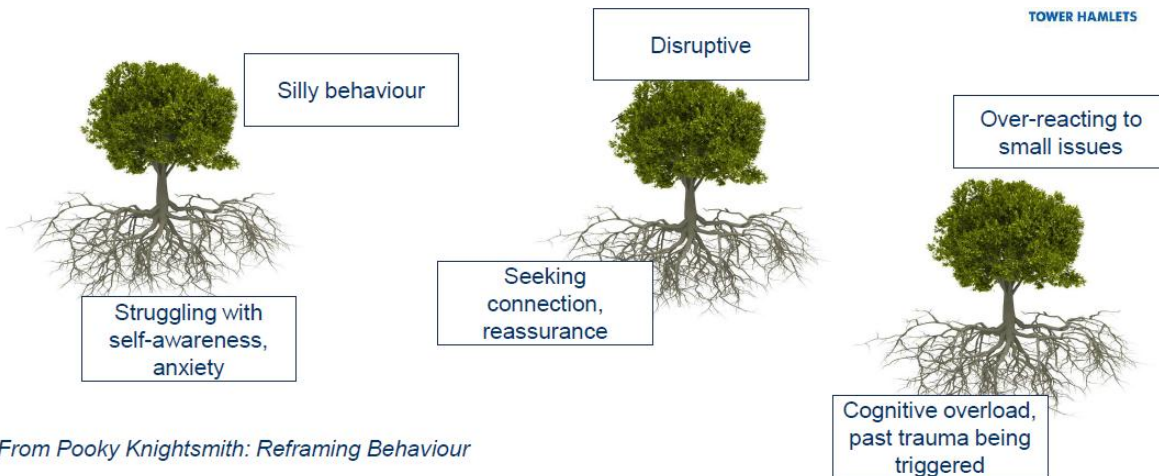 TOWER HAMLETS
Silly behaviour
Disruptive
Over-reacting to
small issues
Struggling with
self-awareness,
anxiety
Seeking
connection,
reassurance
Cognitive overload,
past trauma being
triggered
From Pooky Knightsmith: Reframing Behaviour